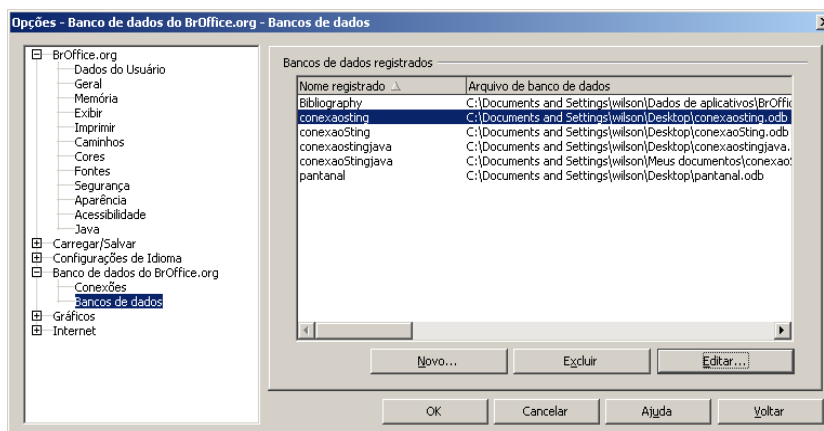 Opções - Banco de dados do BrOffice.org - Bancos de dados
BrOffice.org
Dados do Usuário
Geral
Memória
Exibir
Imprimir
Caminhos
Cores
Fontes
Segurança
Aparência
Acessibilidade
Java
Carregar/Salvar
Configurações de Idioma
Banco de dados do BrOffice.org
Conexões
Bancos de dados
Gráficos
Internet
Bancos de dados registrados
Nome registrado Arquivo de banco de dados
Bibliography C:\Documents and Settings\wilson\Dados de aplicativos\BrOffic
conexaosting C:\Documents and Settings\wilson\Desktop\conexaosting.odb
conexaoSting C:\Documents and Settings\wilson\Desktop\conexaoSting.odb
conexaostingjava C:\Documents and Settings\wilson\Desktop\conexaostingjava.
conexaoStingjava C:\Documents and Settings\wilson\Meus documentos\conexao
pantanal C:\Documents and Settings\wilson\Desktop\pantanal.odb
Novo... Excluir Editar...
OK Cancelar Ajuda Voltar